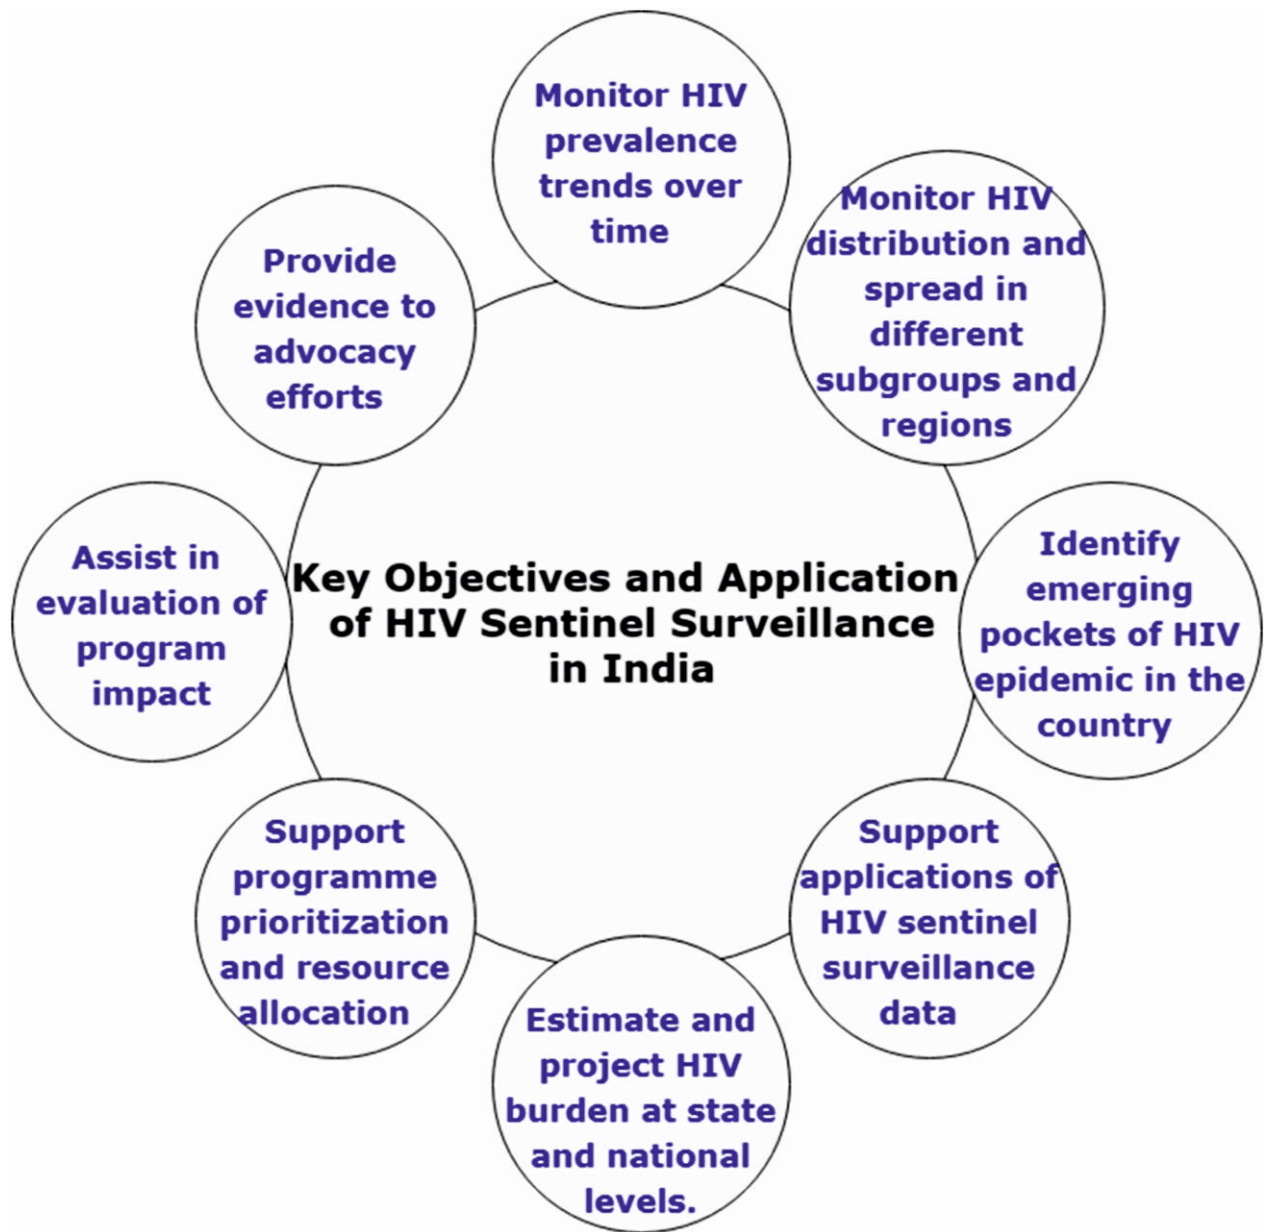 Monitor HIV
prevalence
trends over
time
Monitor HIV
distribution and
spread in
different
subgroups and
regions
Identify
emerging
pockets of HIV
epidemic in the
country
Support
applications of
HIV sentinel
surveillance
data
Estimate and
project HIV
burden at state
and national
levels.
Support
programme
prioritization
and resource
allocation
Assist in
evaluation of
program
impact
Provide
evidence to
advocacy
efforts
Key Objectives and Application
of HIV Sentinel Surveillance
in India